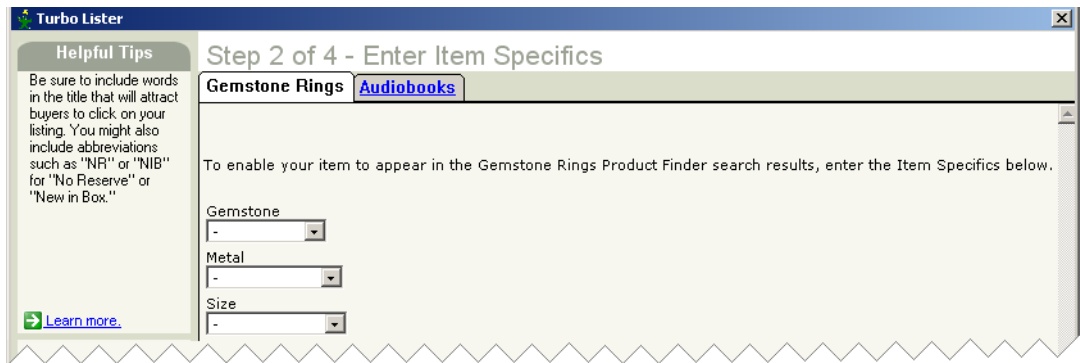 Turbo Lister
Helpful Tips
Be sure to include words
in the title that will attract
buyers to click on your
listing. You might also
include abbreviations
such as "NR" or "NIB"
for "No Reserve" or
"New in Box."
Learn more.
Step 2 of 4 - Enter Item Specifics
Gemstone Rings Audiobooks
To enable your item to appear in the Gemstone Rings Product Finder search results, enter the Item Specifics below.
Gemstone
-
Metal
-
Size
-